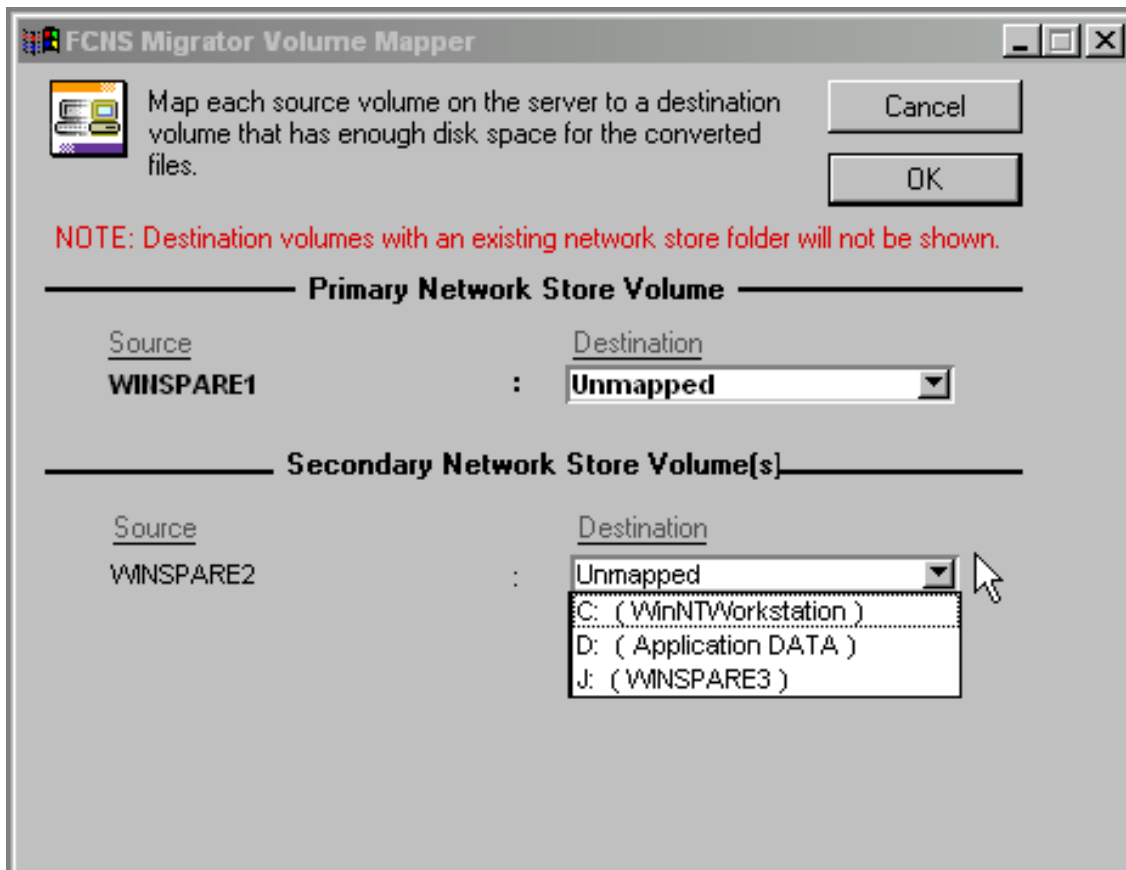 FCNS Migrator Volume Mapper
Map each source volume on the server to a destination
volume that has enough disk space for the converted
files.
Cancel
OK
NOTE: Destination volumes with an existing network store folder will not be shown.
Primary Network Store Volume
Source Destination
WINSPARE1 : Unmapped
Secondary Network Store Volume(s)
Source Destination
WINSPARE2 : Unmapped
C: ( WinNTWorkstation )
D: ( Application DATA )
J: ( WINSPARE3 )